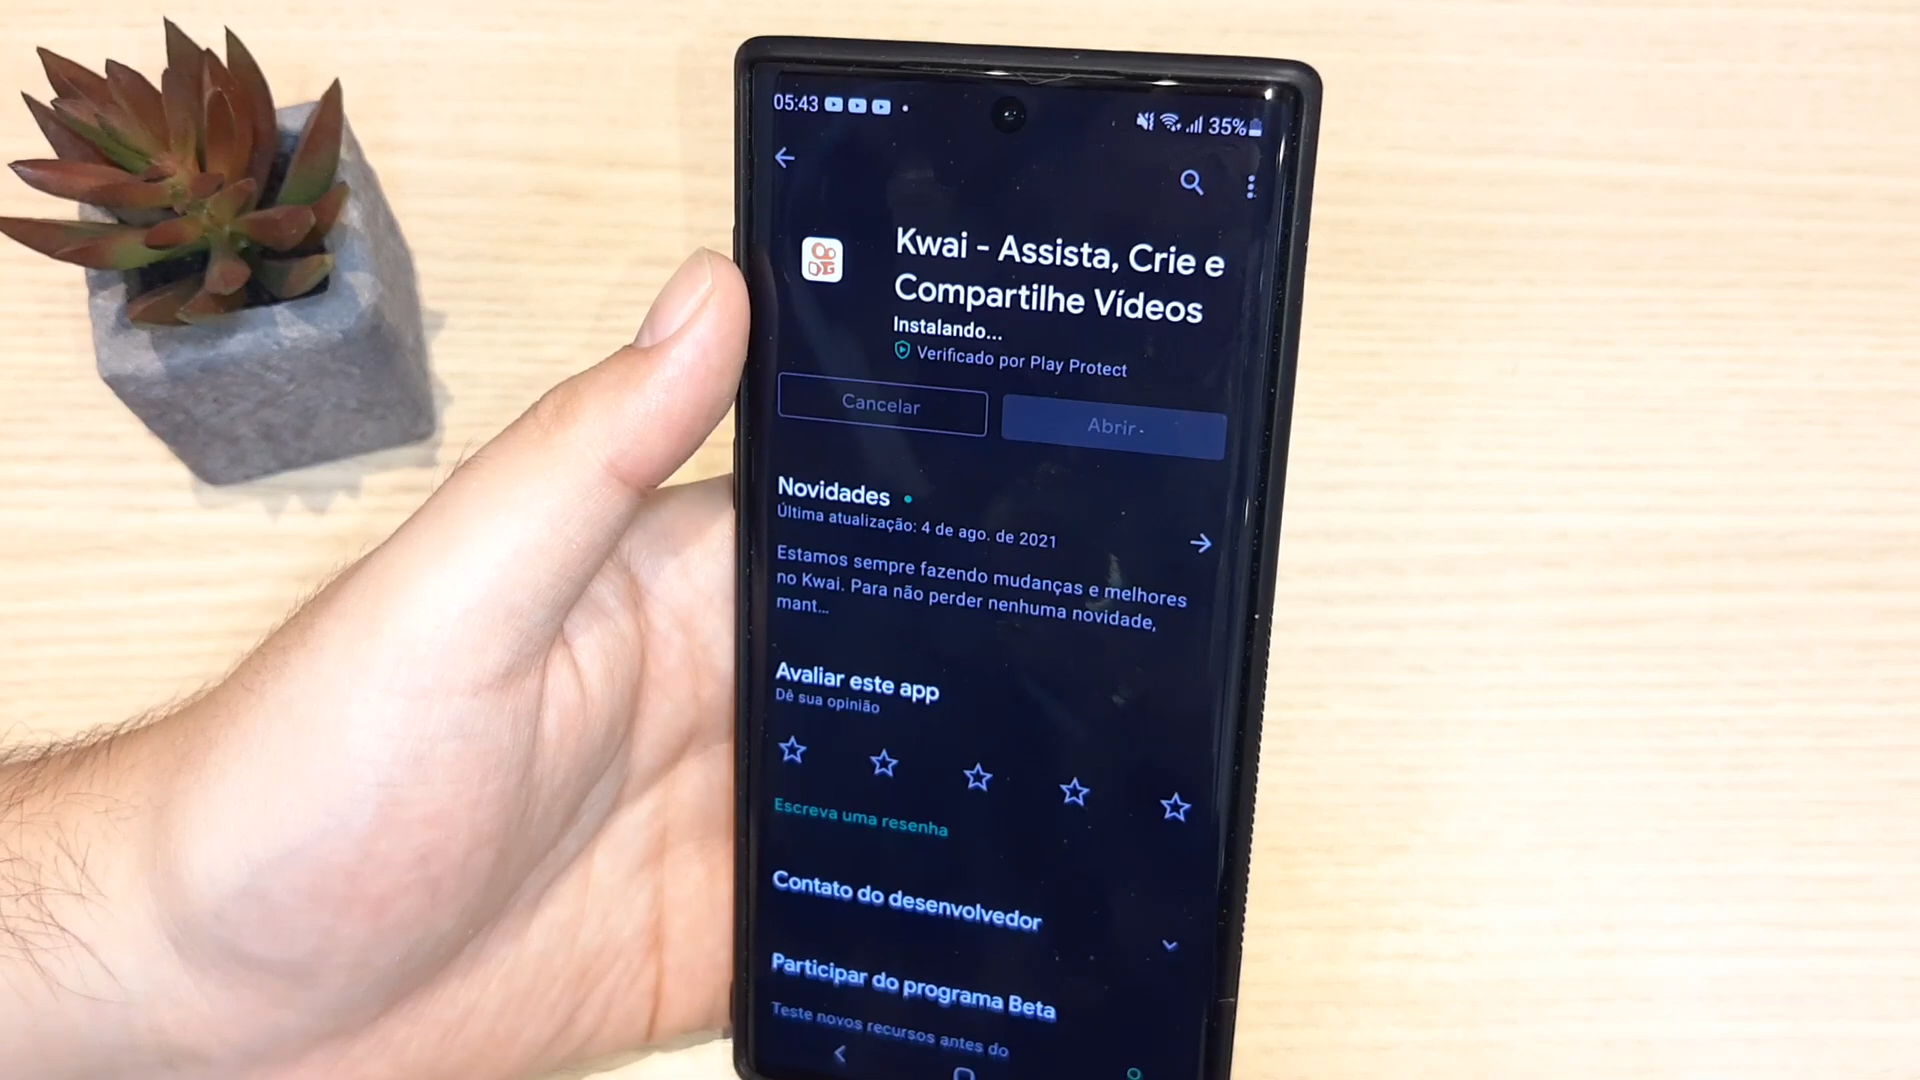 05:43
35%
Kwai - Assista, Crie e
Compartilhe Vídeos
Instalando...
Verificado por Play Protect
Cancelar
Abrir
Novidades
Última atualização: 4 de ago. de 2021
Estamos sempre fazendo mudanças e melhores
no Kwai. Para não perder nenhuma novidade,
mant...
Avaliar este app
Dê sua opinião
Escreva uma resenha
Contato do desenvolvedor
Participar do programa Beta
Teste novos recursos antes do